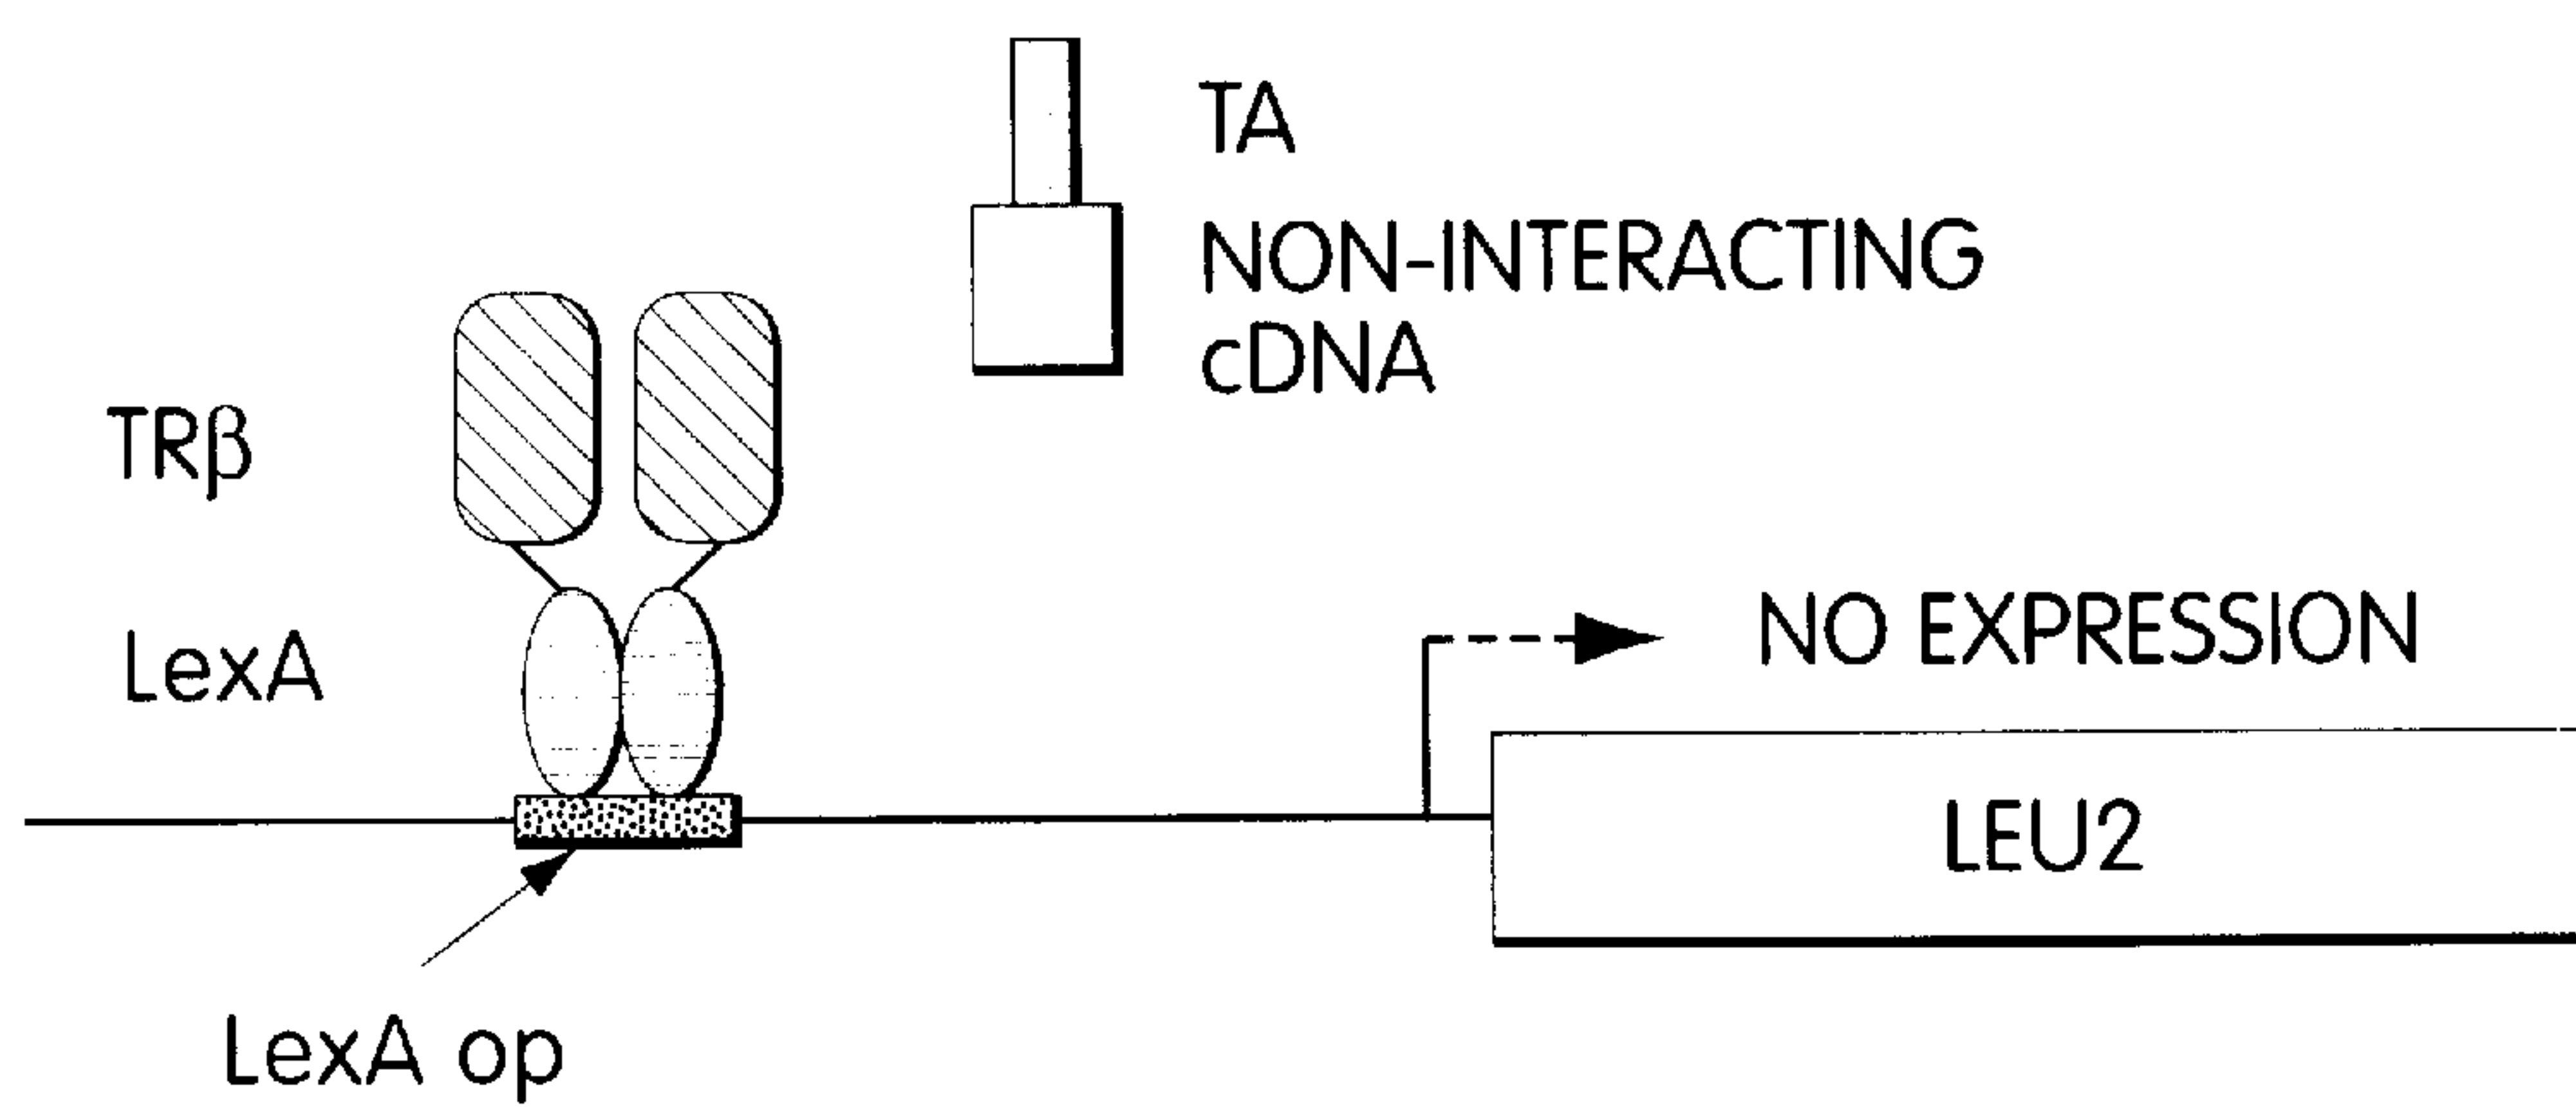 TA
NON-INTERACTING
cDNA
TRβ
LexA
NO EXPRESSION
LEU2
LexA op